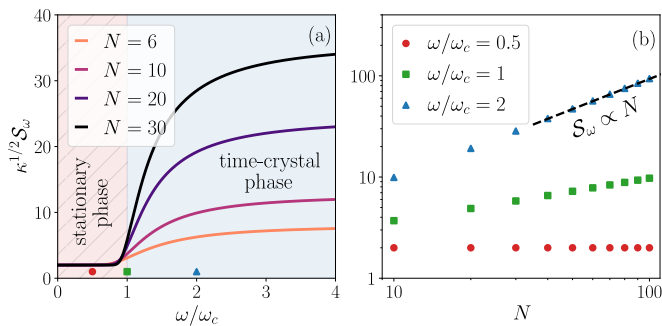 (a)
N = 6
N = 10
N = 20
N = 30
stationary
phase
time-crystal
phase
κ^{1/2}S_ω
40
30
20
10
0
0 1 2 3 4
ω/ω_c
(b)
ω/ω_c = 0.5
ω/ω_c = 1
ω/ω_c = 2
S_ω ∝ N
100
10
1
10 100
N